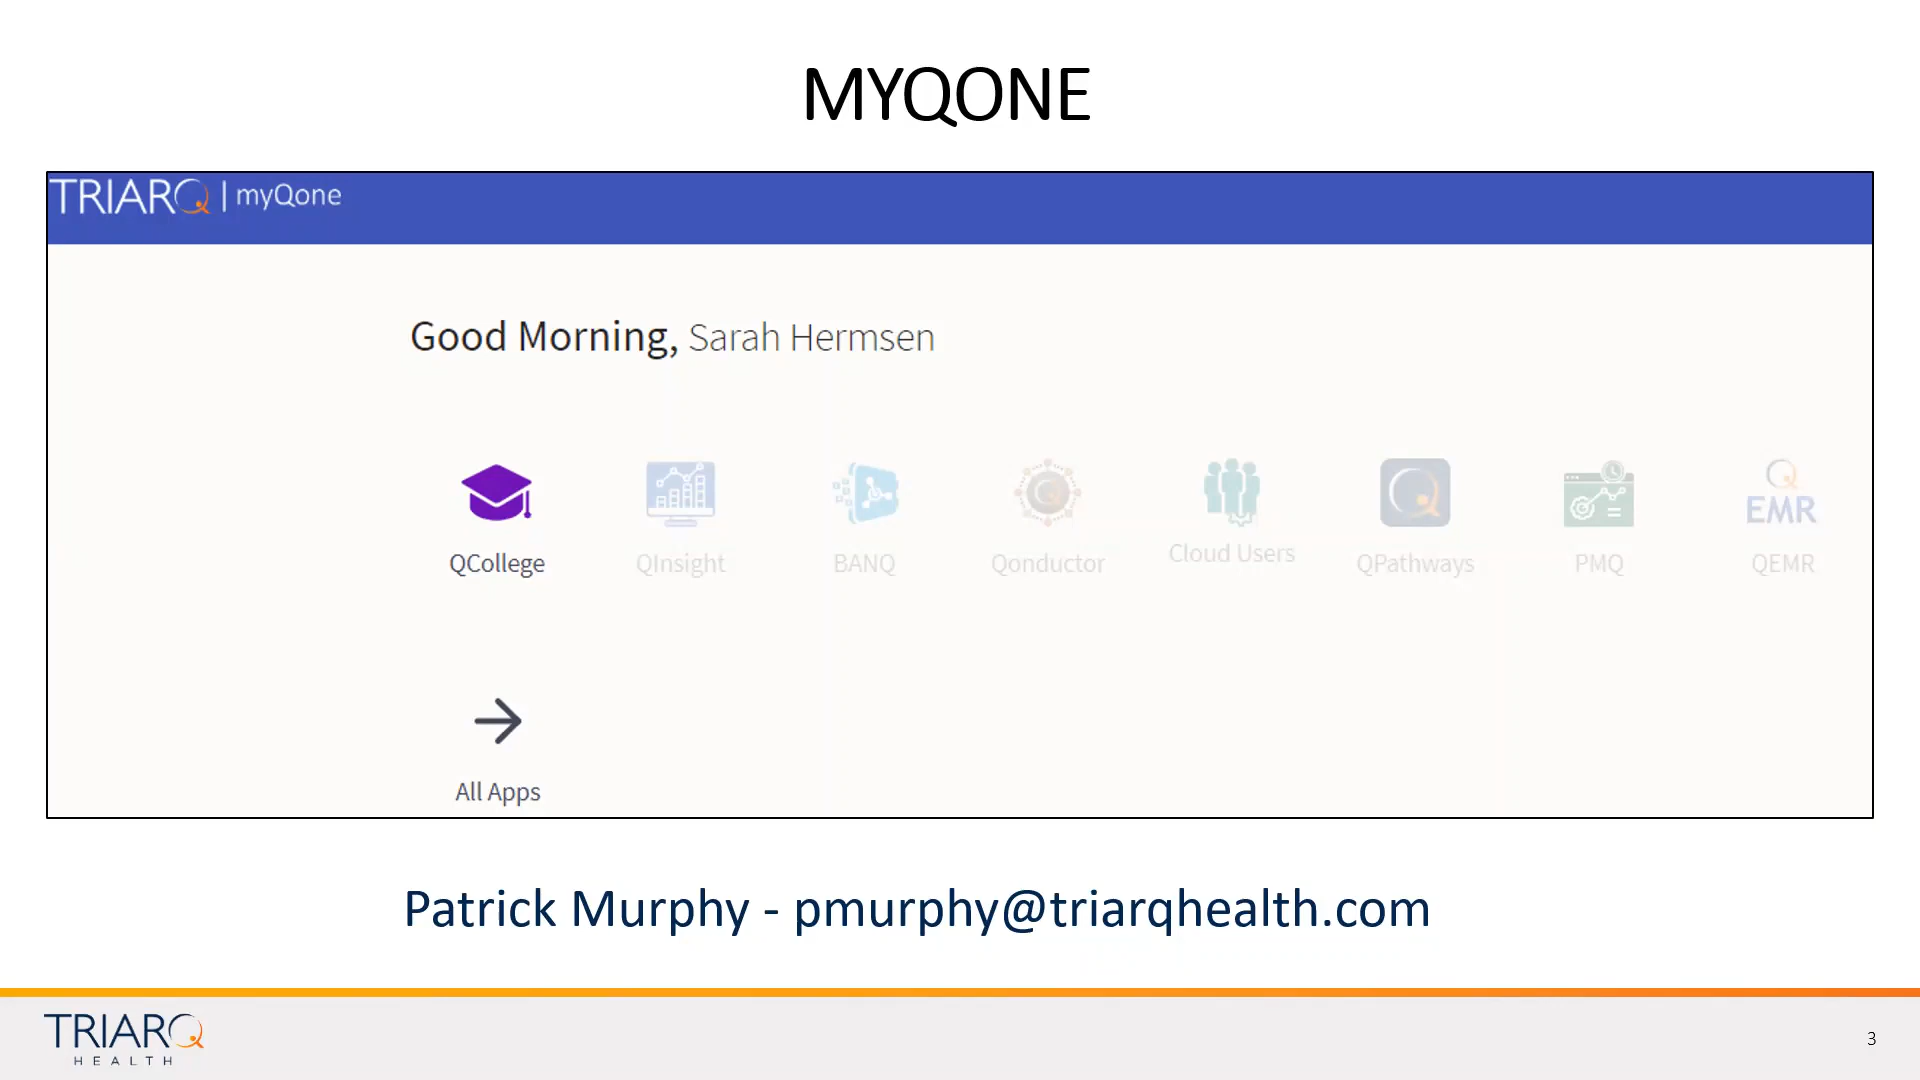 MYQONE
TRIARQ | myQone
Good Morning, Sarah Hermsen
QCollege QInsight BANQ Qonductor Cloud Users QPathways PMQ QEMR
Q
EMR
All Apps
Patrick Murphy - pmurphy@triarqhealth.com
TRIARQ
HEALTH
3